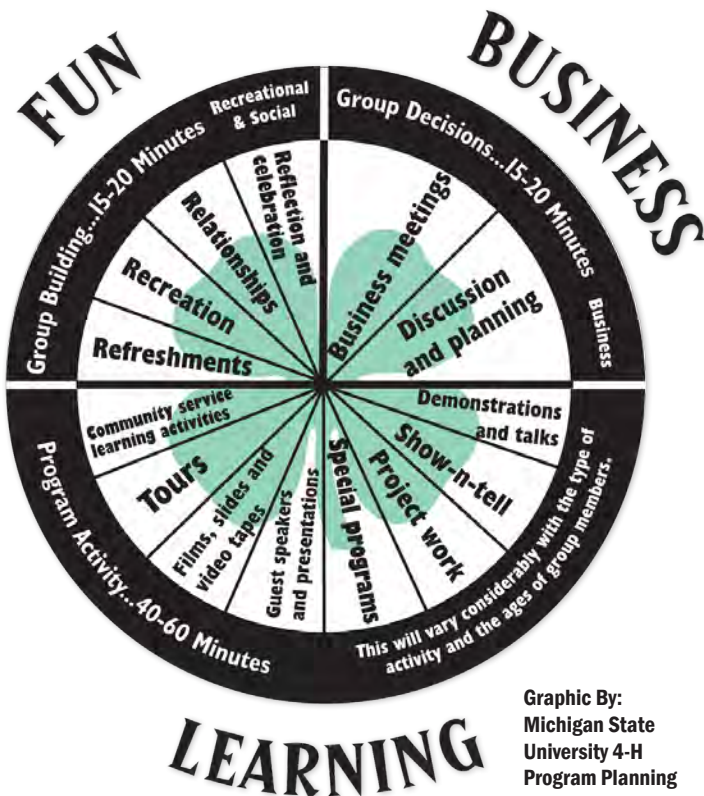 FUN
BUSINESS
Group Building...15-20 Minutes
Recreational
& Social
Group Decisions...15-20 Minutes
Business
Reflection and
celebration
Relationships
Recreation
Refreshments
Business meetings
Discussion
and planning
Demonstrations
and talks
Show-n-tell
Project work
Special programs
Guest speakers
and presentations
Films, slides and
video tapes
Tours
Community service
learning activities
Program Activity...40-60 Minutes
This will vary considerably with the type of
activity and the ages of group members.
LEARNING
Graphic By:
Michigan State
University 4-H
Program Planning